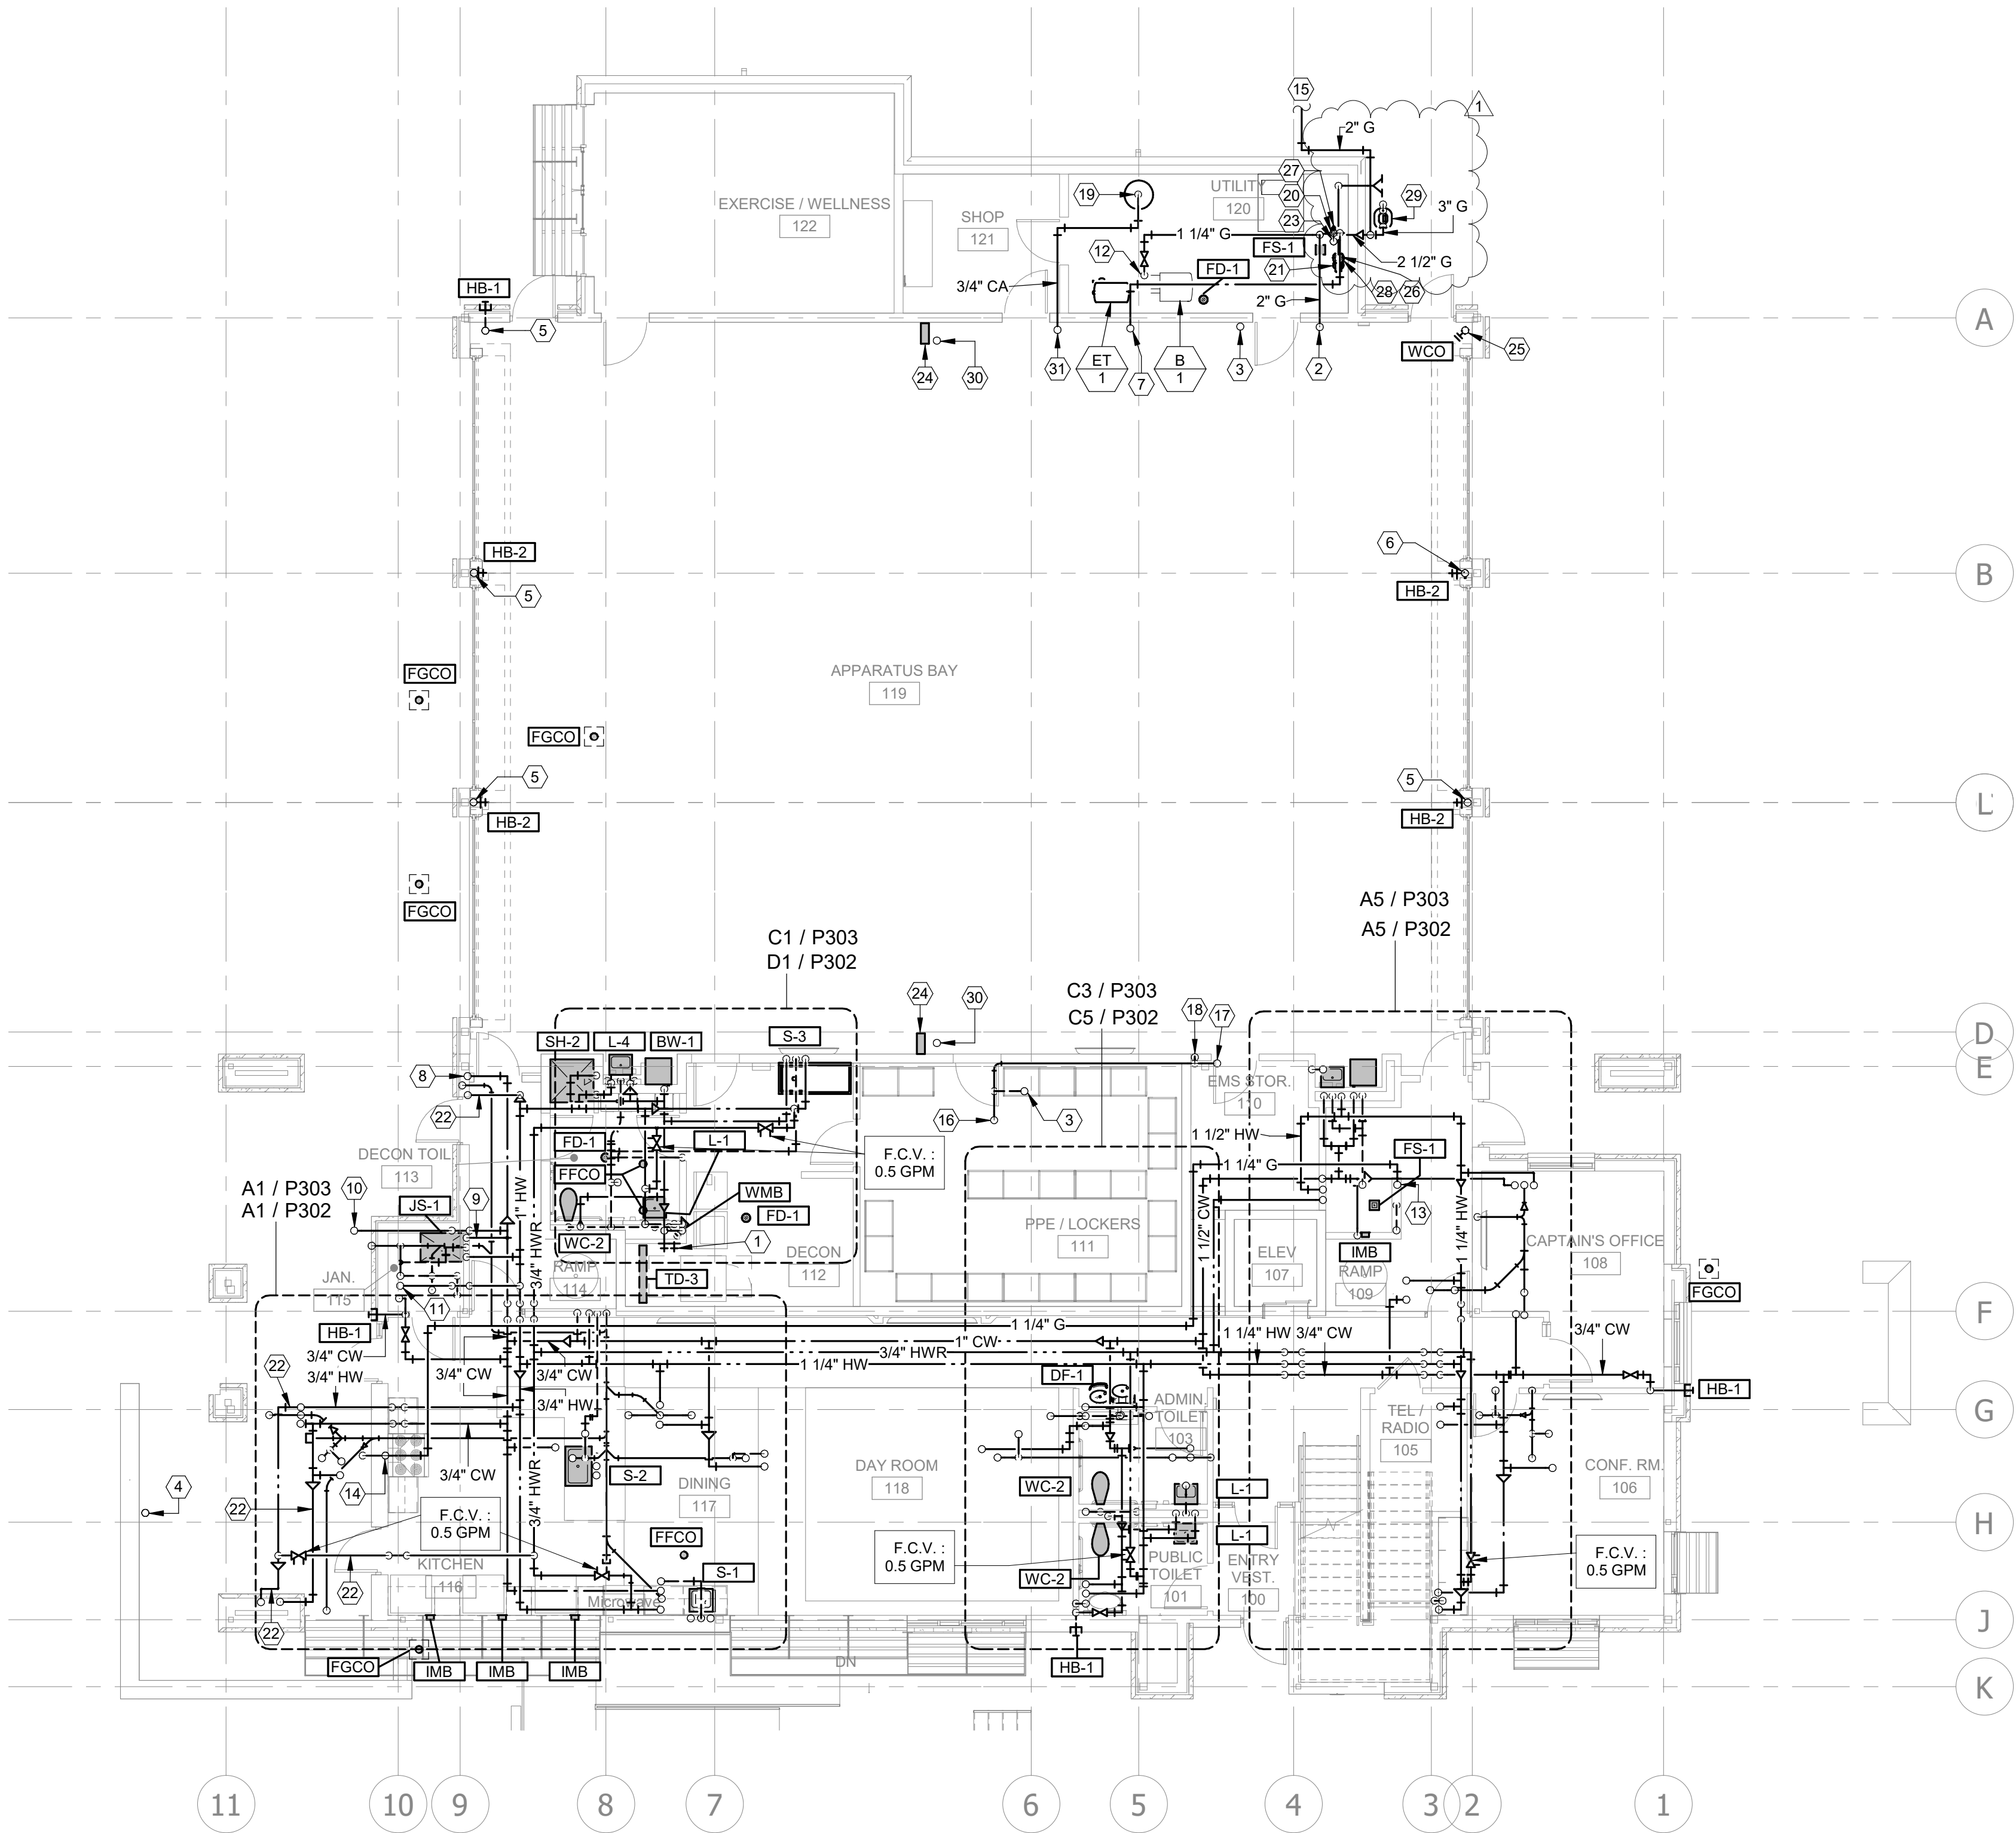 15
1
2" G
27
UTILITY
120
20
29
19
EXERCISE / WELLNESS
122
SHOP
121
3" G
23
1 1/4" G
FS-1
12
FD-1
21
2 1/2" G
HB-1
3/4" CA
2" G
28
26
5
A
WCO
25
24
30
31
ET
1
7
B
1
3
2
HB-2
6
B
5
HB-2
FGCO
APPARATUS BAY
119
FGCO
5
5
L'
HB-2
HB-2
FGCO
A5 / P303
A5 / P302
C1 / P303
D1 / P302
C3 / P303
C5 / P302
24
30
18
17
SH-2
L-4
BW-1
S-3
D
E
8
EMS STOR.
110
22
16
3
1 1/2" HW
FD-1
L-1
F.C.V. :
0.5 GPM
FS-1
DECON TOIL
113
FFCO
1 1/4" G
A1 / P303
A1 / P302
10
JS-1
9
1" HW
WMB
FD-1
13
PPE / LOCKERS
111
1 1/2" CW
1 1/4" HW
WC-2
1
DECON
112
ELEV
107
IMB
CAPTAIN'S OFFICE
108
3/4" HWR
RAMP
114
TD-3
RAMP
109
JAN.
115
11
FGCO
F
HB-1
1 1/4" G
1" CW
3/4" HWR
1 1/4" HW
1 1/4" HW
3/4" CW
3/4" CW
3/4" CW
3/4" HW
22
3/4" CW
3/4" CW
3/4" HW
DF-1
HB-1
ADMIN.
TOILET
103
TEL /
RADIO
105
G
3/4" CW
14
S-2
DINING
117
DAY ROOM
118
WC-2
L-1
CONF. RM.
106
4
22
F.C.V. :
0.5 GPM
3/4" HWR
FFCO
F.C.V. :
0.5 GPM
L-1
H
KITCHEN
116
22
S-1
PUBLIC
TOILET
101
ENTRY
VEST.
100
F.C.V. :
0.5 GPM
WC-2
Microwave
22
J
FGCO
IMB
IMB
IMB
DN
HB-1
K
11
10
9
8
7
6
5
4
3
2
1